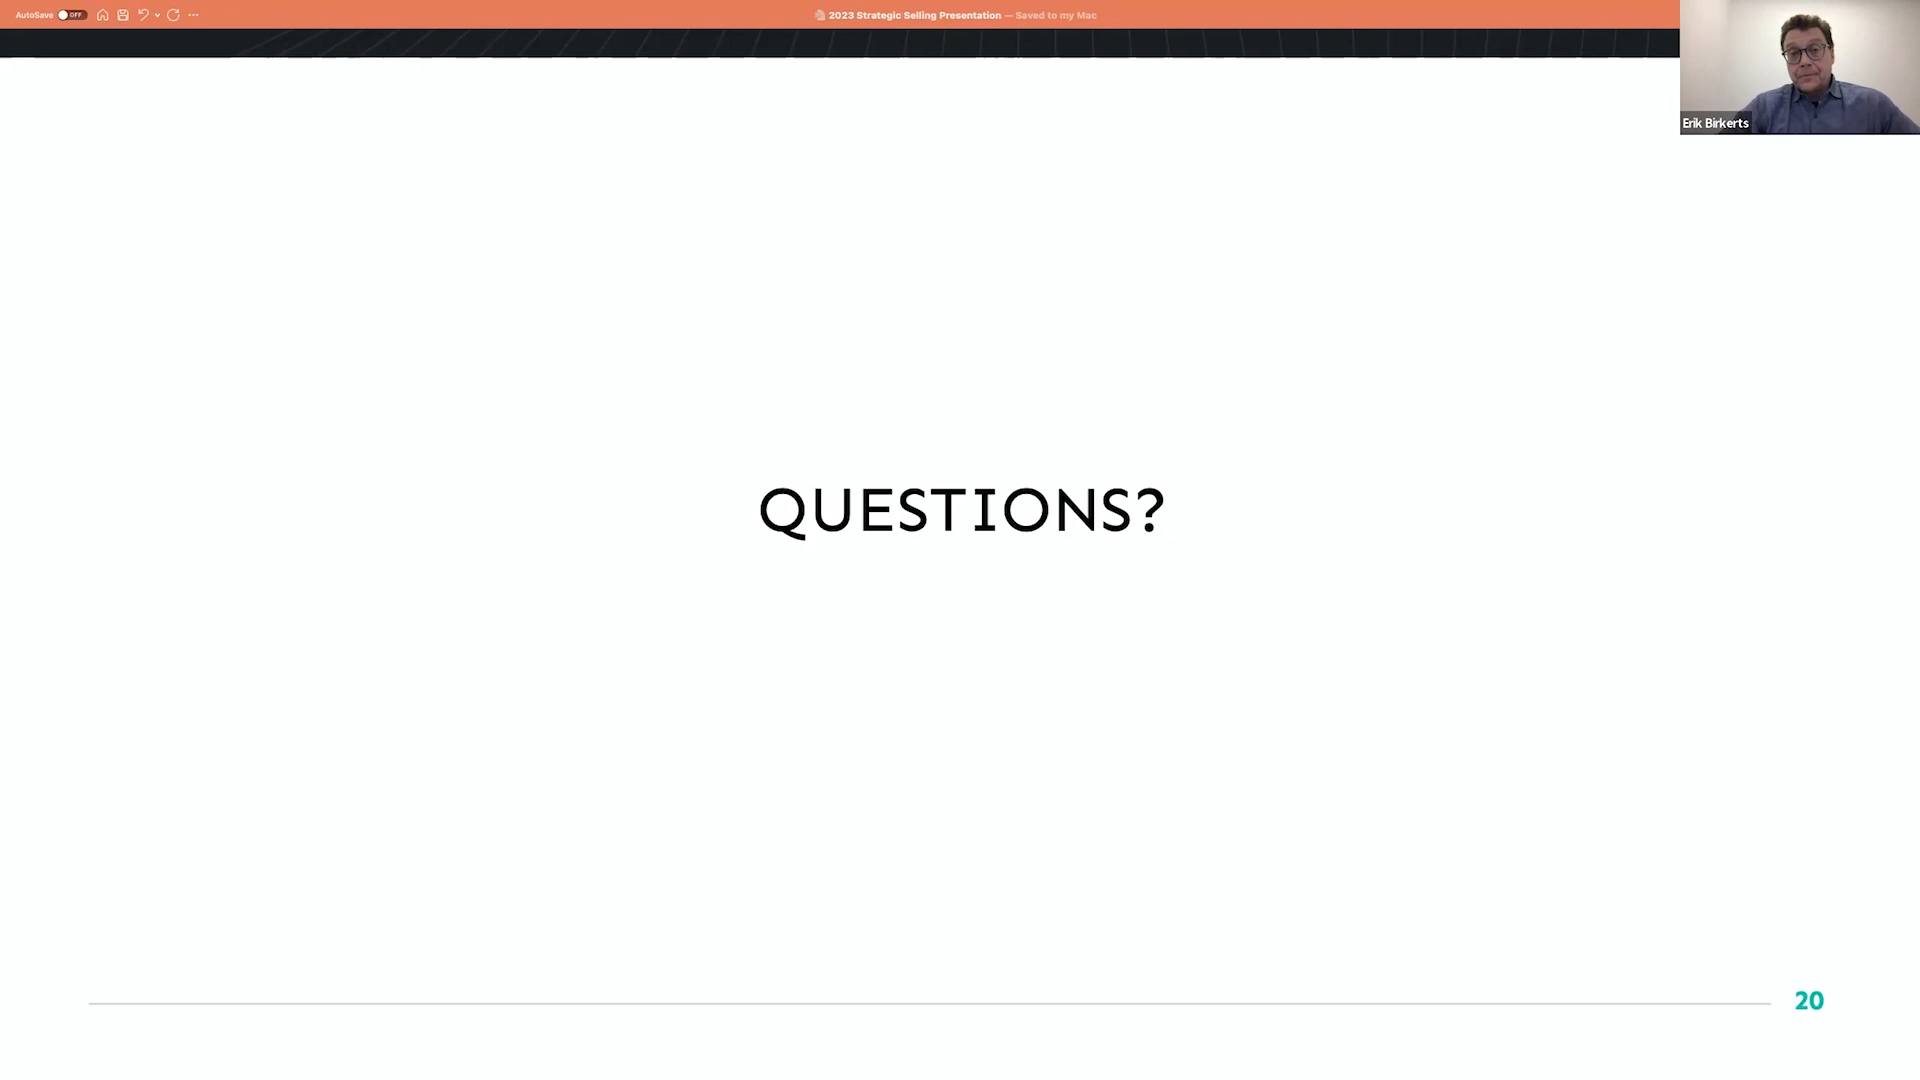 AutoSave OFF
2023 Strategic Selling Presentation — Saved to my Mac
Erik Birkerts
QUESTIONS?
20